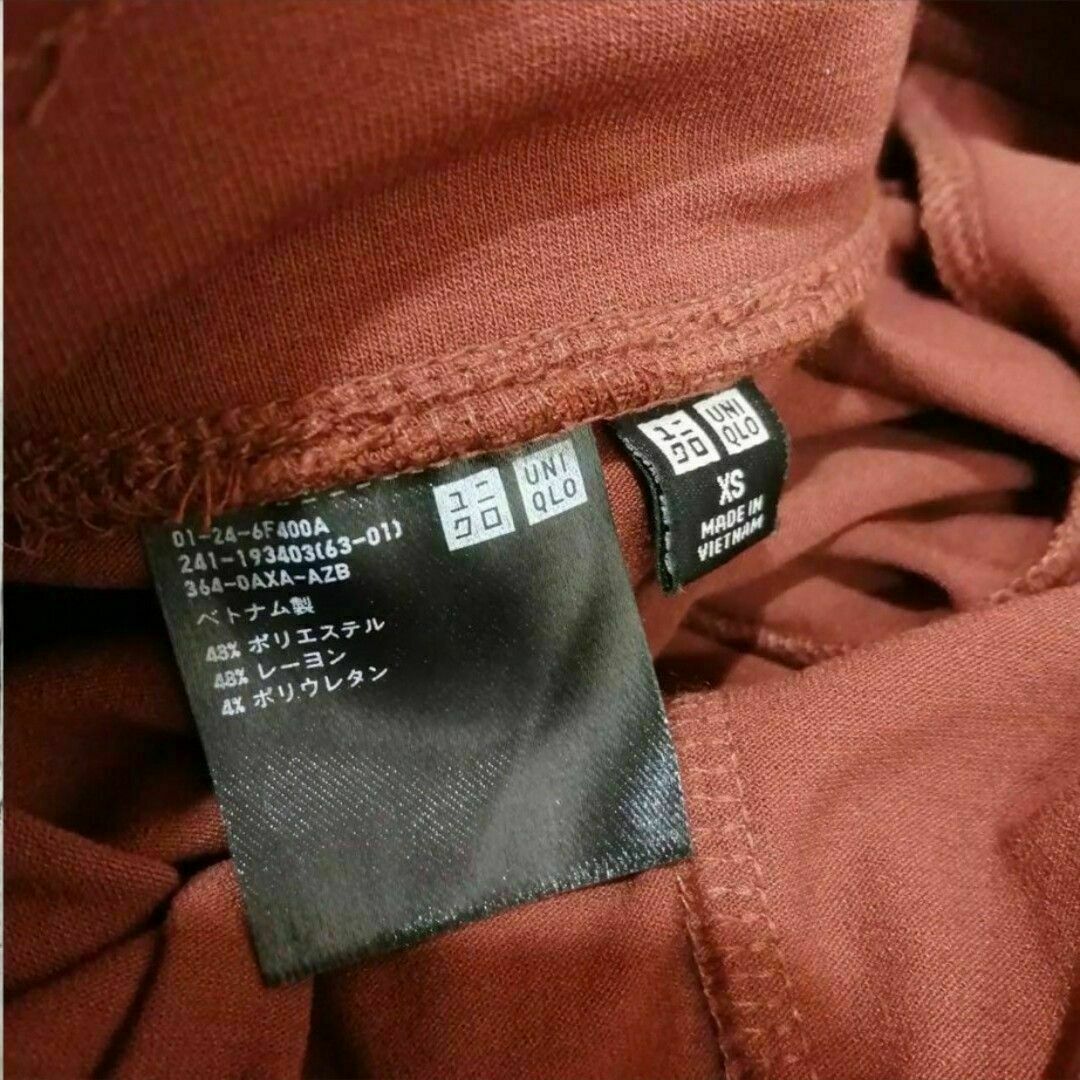 ユニ
クロ
UNI
QLO
01-24-6F400A
241-193403(63-01)
364-0AXA-AZB
ベトナム製
48% ポリエステル
48% レーヨン
4% ポリウレタン
ユニ
クロ
UNI
QLO
XS
MADE IN
VIETNAM